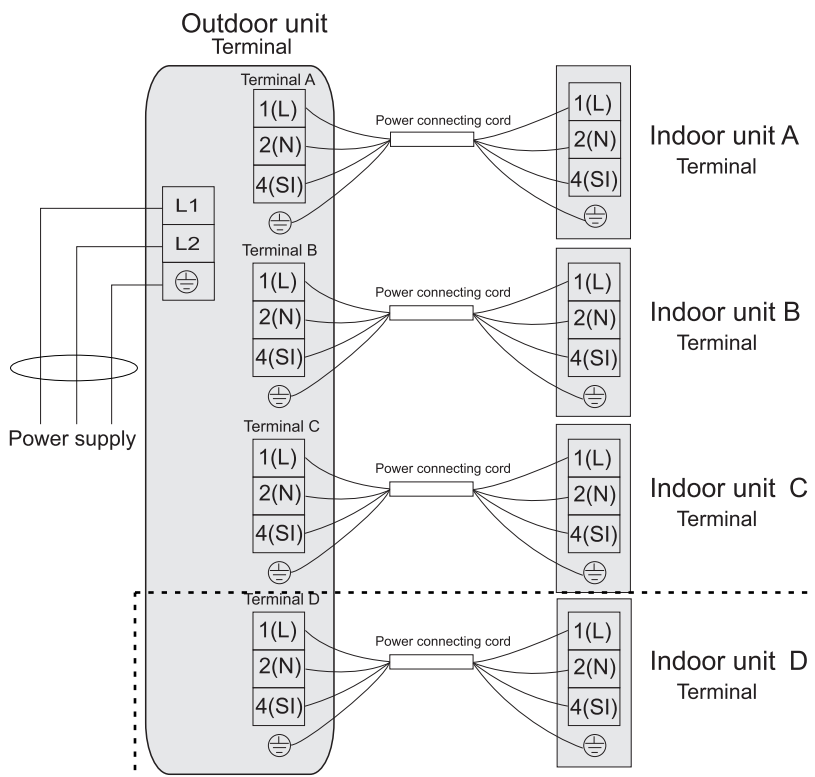 Outdoor unit
Terminal
Terminal A
1(L)
2(N)
4(SI)
Power connecting cord
1(L)
2(N)
4(SI)
Indoor unit A
Terminal
L1
L2
Power supply
Terminal B
1(L)
2(N)
4(SI)
Power connecting cord
1(L)
2(N)
4(SI)
Indoor unit B
Terminal
Terminal C
1(L)
2(N)
4(SI)
Power connecting cord
1(L)
2(N)
4(SI)
Indoor unit C
Terminal
Terminal D
1(L)
2(N)
4(SI)
Power connecting cord
1(L)
2(N)
4(SI)
Indoor unit D
Terminal